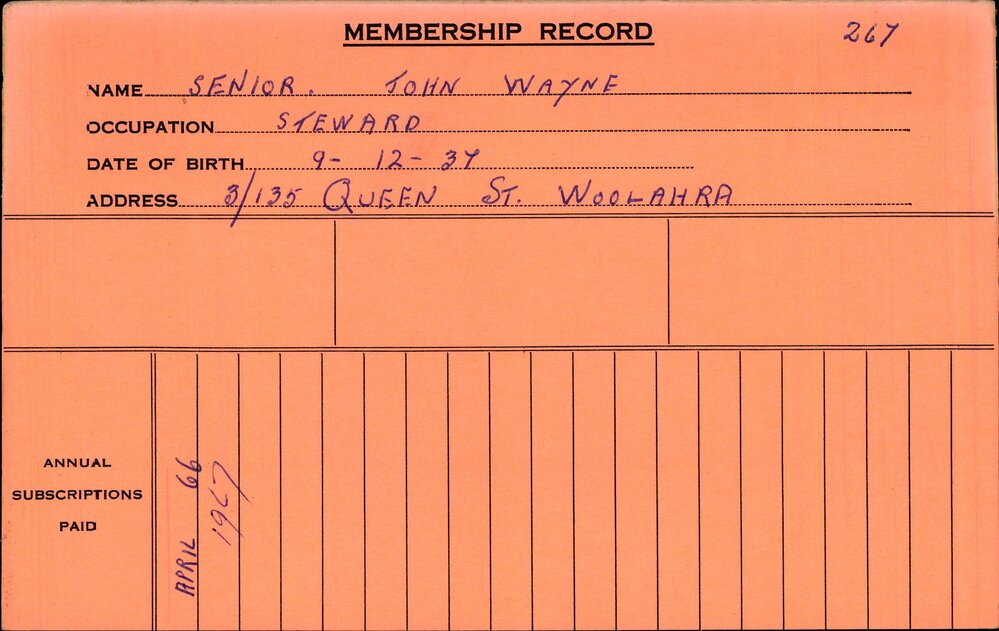 MEMBERSHIP RECORD 267
NAME SENIOR. JOHN WAYNE
OCCUPATION STEWARD
DATE OF BIRTH 9- 12- 37
ADDRESS 3/135 QUEEN ST. WOOLAHRA
ANNUAL
SUBSCRIPTIONS
PAID
APRIL 66
1967